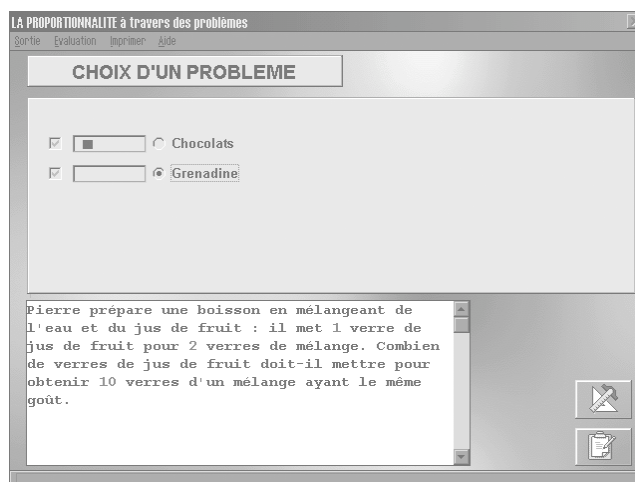 LA PROPORTIONNALITE à travers des problèmes
Sortie Evaluation Imprimer Aide
CHOIX D'UN PROBLEME
Chocolats
Grenadine
Pierre prépare une boisson en mélangeant de
l'eau et du jus de fruit : il met 1 verre de
jus de fruit pour 2 verres de mélange. Combien
de verres de jus de fruit doit-il mettre pour
obtenir 10 verres d'un mélange ayant le même
goût.